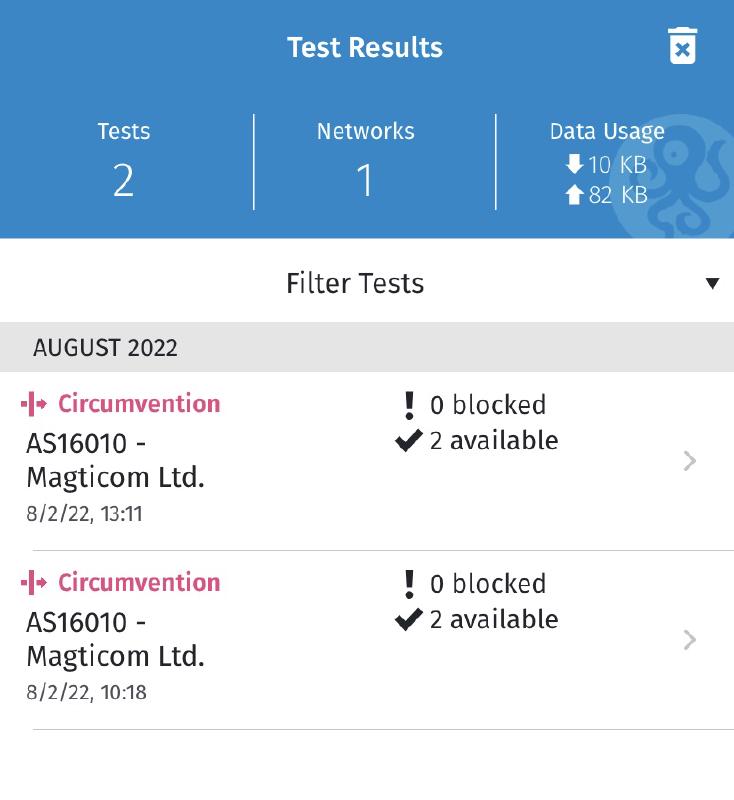 Test Results
Tests
2
Networks
1
Data Usage
10 KB
82 KB
Filter Tests
AUGUST 2022
Circumvention
AS16010 -
Magticom Ltd.
8/2/22, 13:11
0 blocked
2 available
Circumvention
AS16010 -
Magticom Ltd.
8/2/22, 10:18
0 blocked
2 available